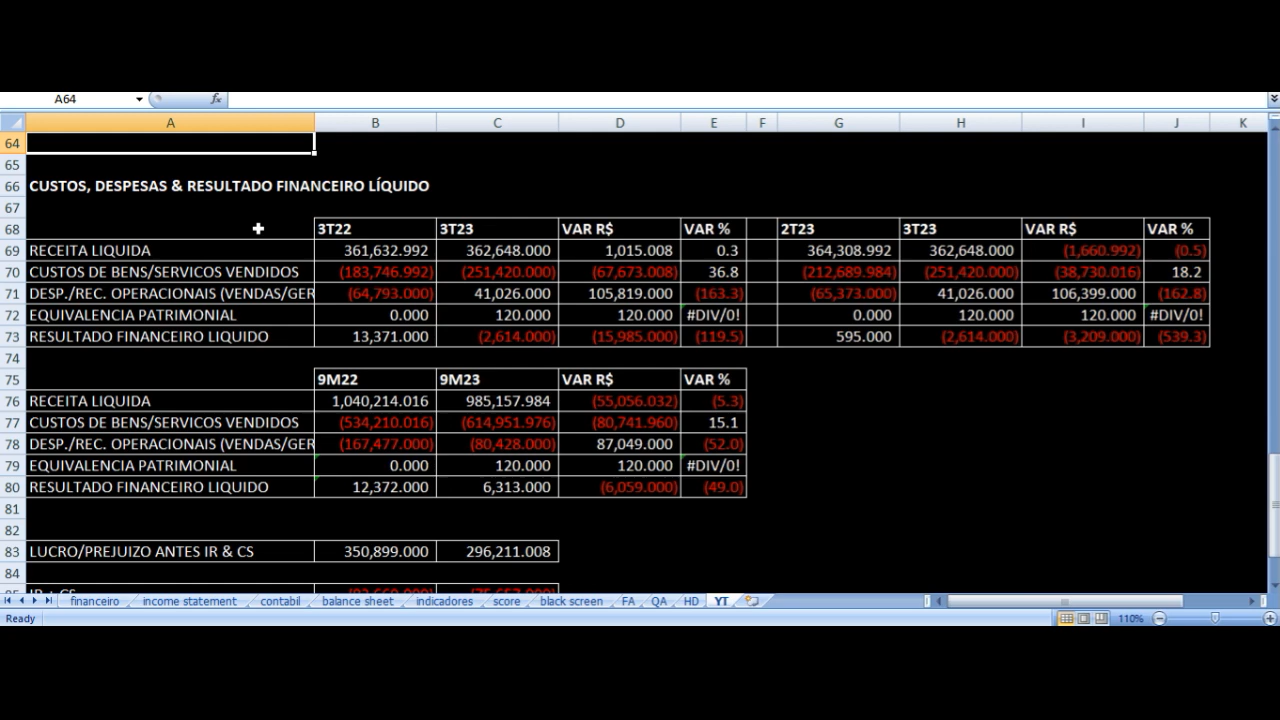 A64 fx
A B C D E F G H I J K
64
65
66 CUSTOS, DESPESAS & RESULTADO FINANCEIRO LÍQUIDO
67
68 3T22 3T23 VAR R$ VAR % 2T23 3T23 VAR R$ VAR %
69 RECEITA LIQUIDA 361,632.992 362,648.000 1,015.008 0.3 364,308.992 362,648.000 (1,660.992) (0.5)
70 CUSTOS DE BENS/SERVICOS VENDIDOS (183,746.992) (251,420.000) (67,673.008) 36.8 (212,689.984) (251,420.000) (38,730.016) 18.2
71 DESP./REC. OPERACIONAIS (VENDAS/GER (64,793.000) 41,026.000 105,819.000 (163.3) (65,373.000) 41,026.000 106,399.000 (162.8)
72 EQUIVALENCIA PATRIMONIAL 0.000 120.000 120.000 #DIV/0! 0.000 120.000 120.000 #DIV/0!
73 RESULTADO FINANCEIRO LIQUIDO 13,371.000 (2,614.000) (15,985.000) (119.5) 595.000 (2,614.000) (3,209.000) (539.3)
74
75 9M22 9M23 VAR R$ VAR %
76 RECEITA LIQUIDA 1,040,214.016 985,157.984 (55,056.032) (5.3)
77 CUSTOS DE BENS/SERVICOS VENDIDOS (534,210.016) (614,951.976) (80,741.960) 15.1
78 DESP./REC. OPERACIONAIS (VENDAS/GER (167,477.000) (80,428.000) 87,049.000 (52.0)
79 EQUIVALENCIA PATRIMONIAL 0.000 120.000 120.000 #DIV/0!
80 RESULTADO FINANCEIRO LIQUIDO 12,372.000 6,313.000 (6,059.000) (49.0)
81
82
83 LUCRO/PREJUIZO ANTES IR & CS 350,899.000 296,211.008
84
financeiro income statement contabil balance sheet indicadores score black screen FA QA HD YT
Ready 110%